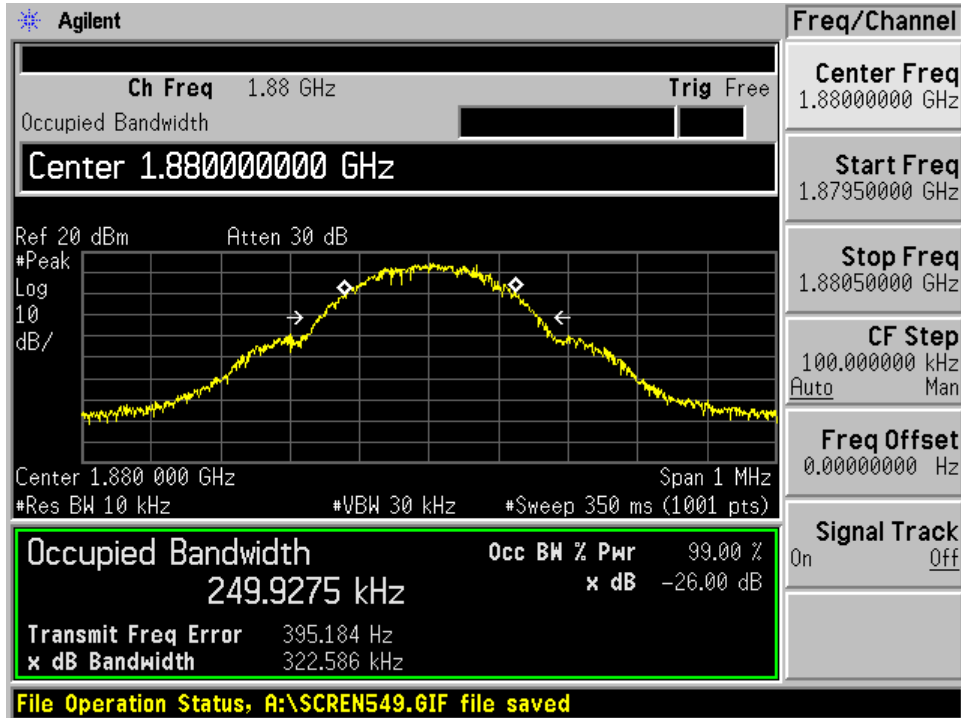 Agilent
Freq/Channel
Ch Freq 1.88 GHz Trig Free
Occupied Bandwidth
Center 1.880000000 GHz
Ref 20 dBm Atten 30 dB
#Peak
Log
10
dB/
Center 1.880 000 GHz Span 1 MHz
#Res BW 10 kHz #VBW 30 kHz #Sweep 350 ms (1001 pts)
Occupied Bandwidth
249.9275 kHz
Occ BW % Pwr 99.00 %
x dB -26.00 dB
Transmit Freq Error 395.184 Hz
x dB Bandwidth 322.586 kHz
File Operation Status, A:\SCREN549.GIF file saved
Center Freq
1.88000000 GHz
Start Freq
1.87950000 GHz
Stop Freq
1.88050000 GHz
CF Step
100.000000 kHz
Auto Man
Freq Offset
0.00000000 Hz
Signal Track
On Off